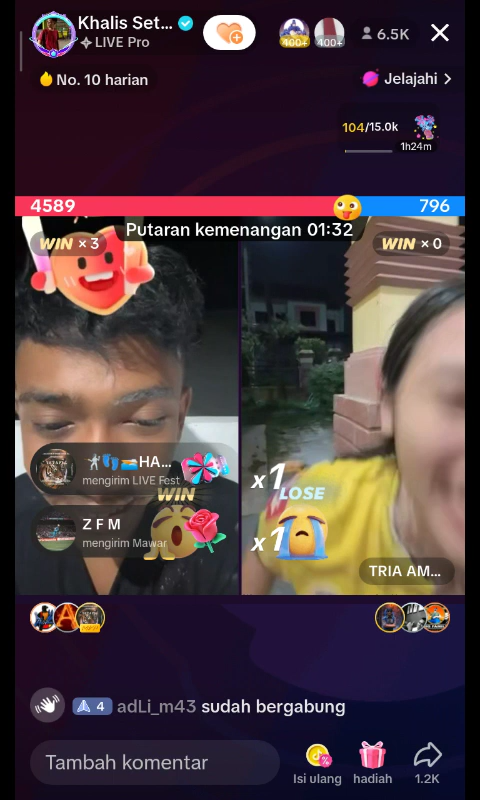 Khalis Set...
LIVE Pro
400+
400+
6.5K
No. 10 harian
Jelajahi
104/15.0k
1h24m
4589
796
Putaran kemenangan 01:32
WIN × 3
WIN × 0
HA...
mengirim LIVE Fest
x1
WIN
LOSE
Z F M
mengirim Mawar
x1
TRIA AM...
4 adLi_m43 sudah bergabung
Tambah komentar
Isi ulang
hadiah
1.2K